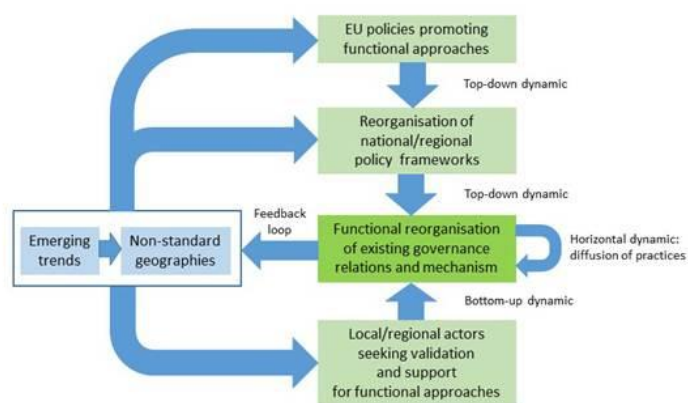 EU policies promoting
functional approaches
Top-down dynamic
Reorganisation of
national/regional
policy frameworks
Top-down dynamic
Emerging
trends
Non-standard
geographies
Feedback
loop
Functional reorganisation
of existing governance
relations and mechanism
Horizontal dynamic:
diffusion of practices
Bottom-up dynamic
Local/regional actors
seeking validation
and support
for functional approaches